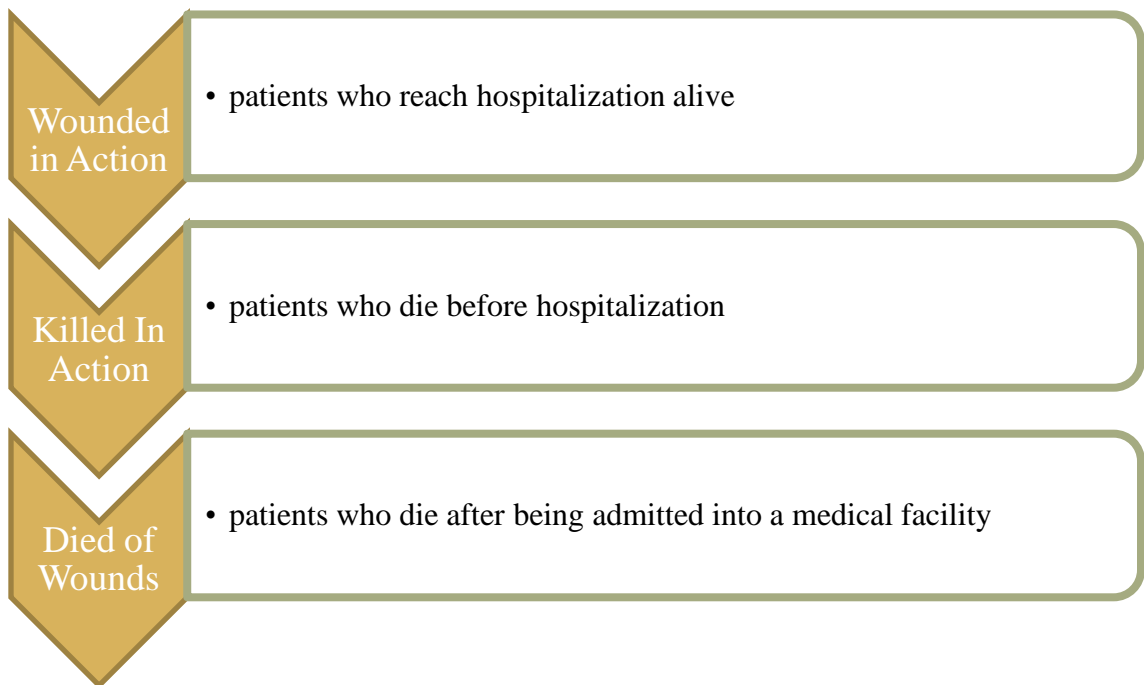 Wounded
in Action
• patients who reach hospitalization alive
Killed In
Action
• patients who die before hospitalization
Died of
Wounds
• patients who die after being admitted into a medical facility